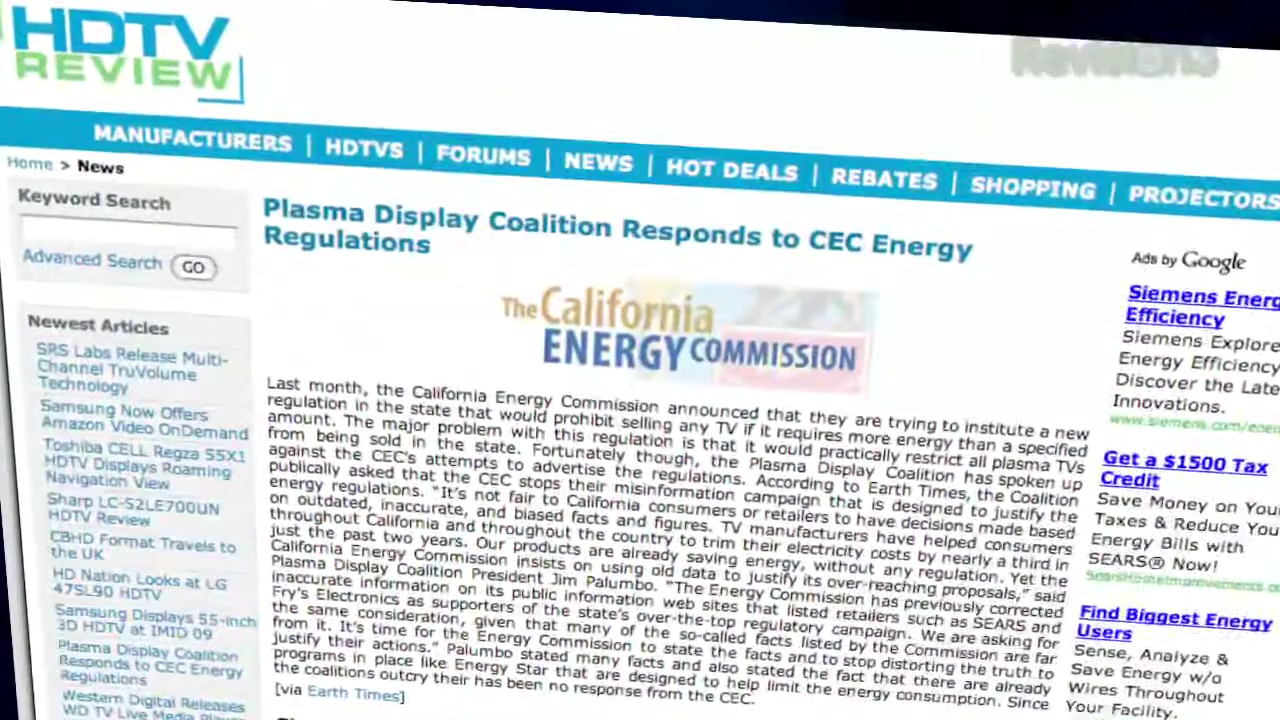 HDTV
REVIEW
Revision3
MANUFACTURERS | HDTVS | FORUMS | NEWS | HOT DEALS | REBATES | SHOPPING | PROJECTORS
Home > News
Keyword Search
Advanced Search GO
Newest Articles
SRS Labs Release Multi-
Channel TruVolume
Technology
Samsung Now Offers
Amazon Video OnDemand
Toshiba CELL Regza 55X1
HDTV Displays Roaming
Navigation View
Sharp LC-52LE700UN
HDTV Review
CBHD Format Travels to
the UK
HD Nation Looks at LG
47SL90 HDTV
Samsung Displays 55-inch
3D HDTV at IMID 09
Plasma Display Coalition
Responds to CEC Energy
Regulations
Western Digital Releases
WD TV Live Media Player
Plasma Display Coalition Responds to CEC Energy
Regulations
The California
ENERGY COMMISSION
Last month, the California Energy Commission announced that they are trying to institute a new
regulation in the state that would prohibit selling any TV if it requires more energy than a specified
amount. The major problem with this regulation is that it would practically restrict all plasma TVs
from being sold in the state. Fortunately though, the Plasma Display Coalition has spoken up
against the CEC's attempts to advertise the regulations. According to Earth Times, the Coalition
publically asked that the CEC stops their misinformation campaign that is designed to justify the
energy regulations. "It's not fair to California consumers or retailers to have decisions made based
on outdated, inaccurate, and biased facts and figures. TV manufacturers have helped consumers
throughout California and throughout the country to trim their electricity costs by nearly a third in
just the past two years. Our products are already saving energy, without any regulation. Yet the
California Energy Commission insists on using old data to justify its over-reaching proposals," said
Plasma Display Coalition President Jim Palumbo. "The Energy Commission has previously corrected
inaccurate information on its public information web sites that listed retailers such as SEARS and
Fry's Electronics as supporters of the state's over-the-top regulatory campaign. We are asking for
the same consideration, given that many of the so-called facts listed by the Commission are far
from it. It's time for the Energy Commission to state the facts and to stop distorting the truth to
justify their actions." Palumbo stated many facts and also stated the fact that there are already
programs in place like Energy Star that are designed to help limit the energy consumption. Since
the coalitions outcry their has been no response from the CEC.
[via Earth Times]
Ads by Google
Siemens Energ
Efficiency
Siemens Explore
Energy Efficiency
Discover the Late
Innovations.
www.siemens.com/ener
Get a $1500 Tax
Credit
Save Money on Your
Taxes & Reduce You
Energy Bills with
SEARS® Now!
SearsHomeImprovements.co
Find Biggest Energy
Users
Sense, Analyze &
Save Energy w/o
Wires Throughout
Your Facility.